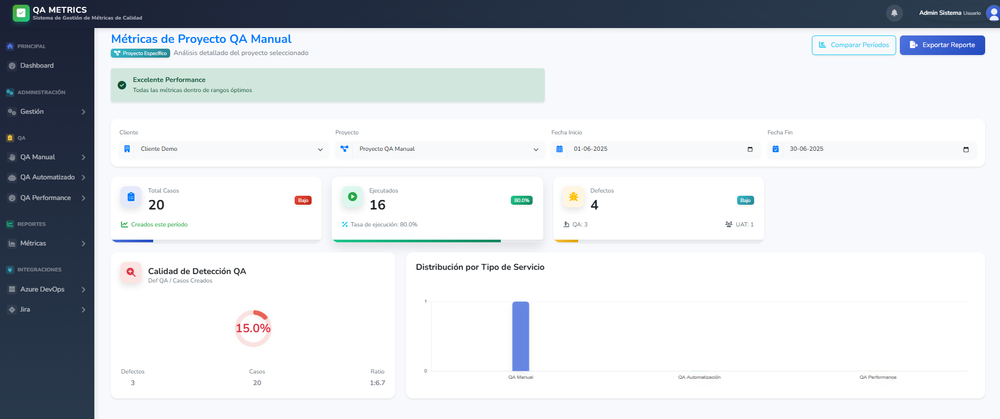 QA METRICS
Sistema de Gestión de Métricas de Calidad
Admin Sistema Usuario
PRINCIPAL
Dashboard
ADMINISTRACIÓN
Gestión
QA
QA Manual
QA Automatizado
QA Performance
REPORTES
Métricas
INTEGRACIONES
Azure DevOps
Jira
Métricas de Proyecto QA Manual
Proyecto Específico Análisis detallado del proyecto seleccionado
Comparar Períodos
Exportar Reporte
Excelente Performance
Todas las métricas dentro de rangos óptimos
Cliente
Cliente Demo
Proyecto
Proyecto QA Manual
Fecha Inicio
01-06-2025
Fecha Fin
30-06-2025
Total Casos
20
Bajo
Creados este período
Ejecutados
16
80.0%
Tasa de ejecución: 80.0%
Defectos
4
Bajo
QA: 3
UAT: 1
Calidad de Detección QA
Def QA / Casos Creados
15.0%
Defectos
3
Casos
20
Ratio
1:6.7
Distribución por Tipo de Servicio
1
0
QA Manual
QA Automatización
QA Performance